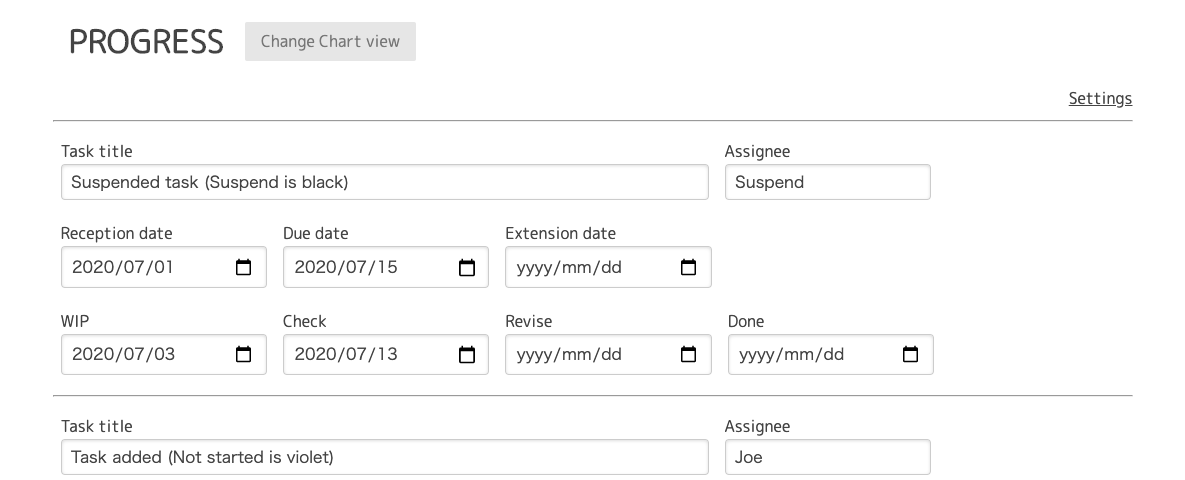 PROGRESS Change Chart view
Settings
Task title Assignee
Suspended task (Suspend is black) Suspend
Reception date Due date Extension date
2020/07/01 2020/07/15 yyyy/mm/dd
WIP Check Revise Done
2020/07/03 2020/07/13 yyyy/mm/dd yyyy/mm/dd
Task title Assignee
Task added (Not started is violet) Joe